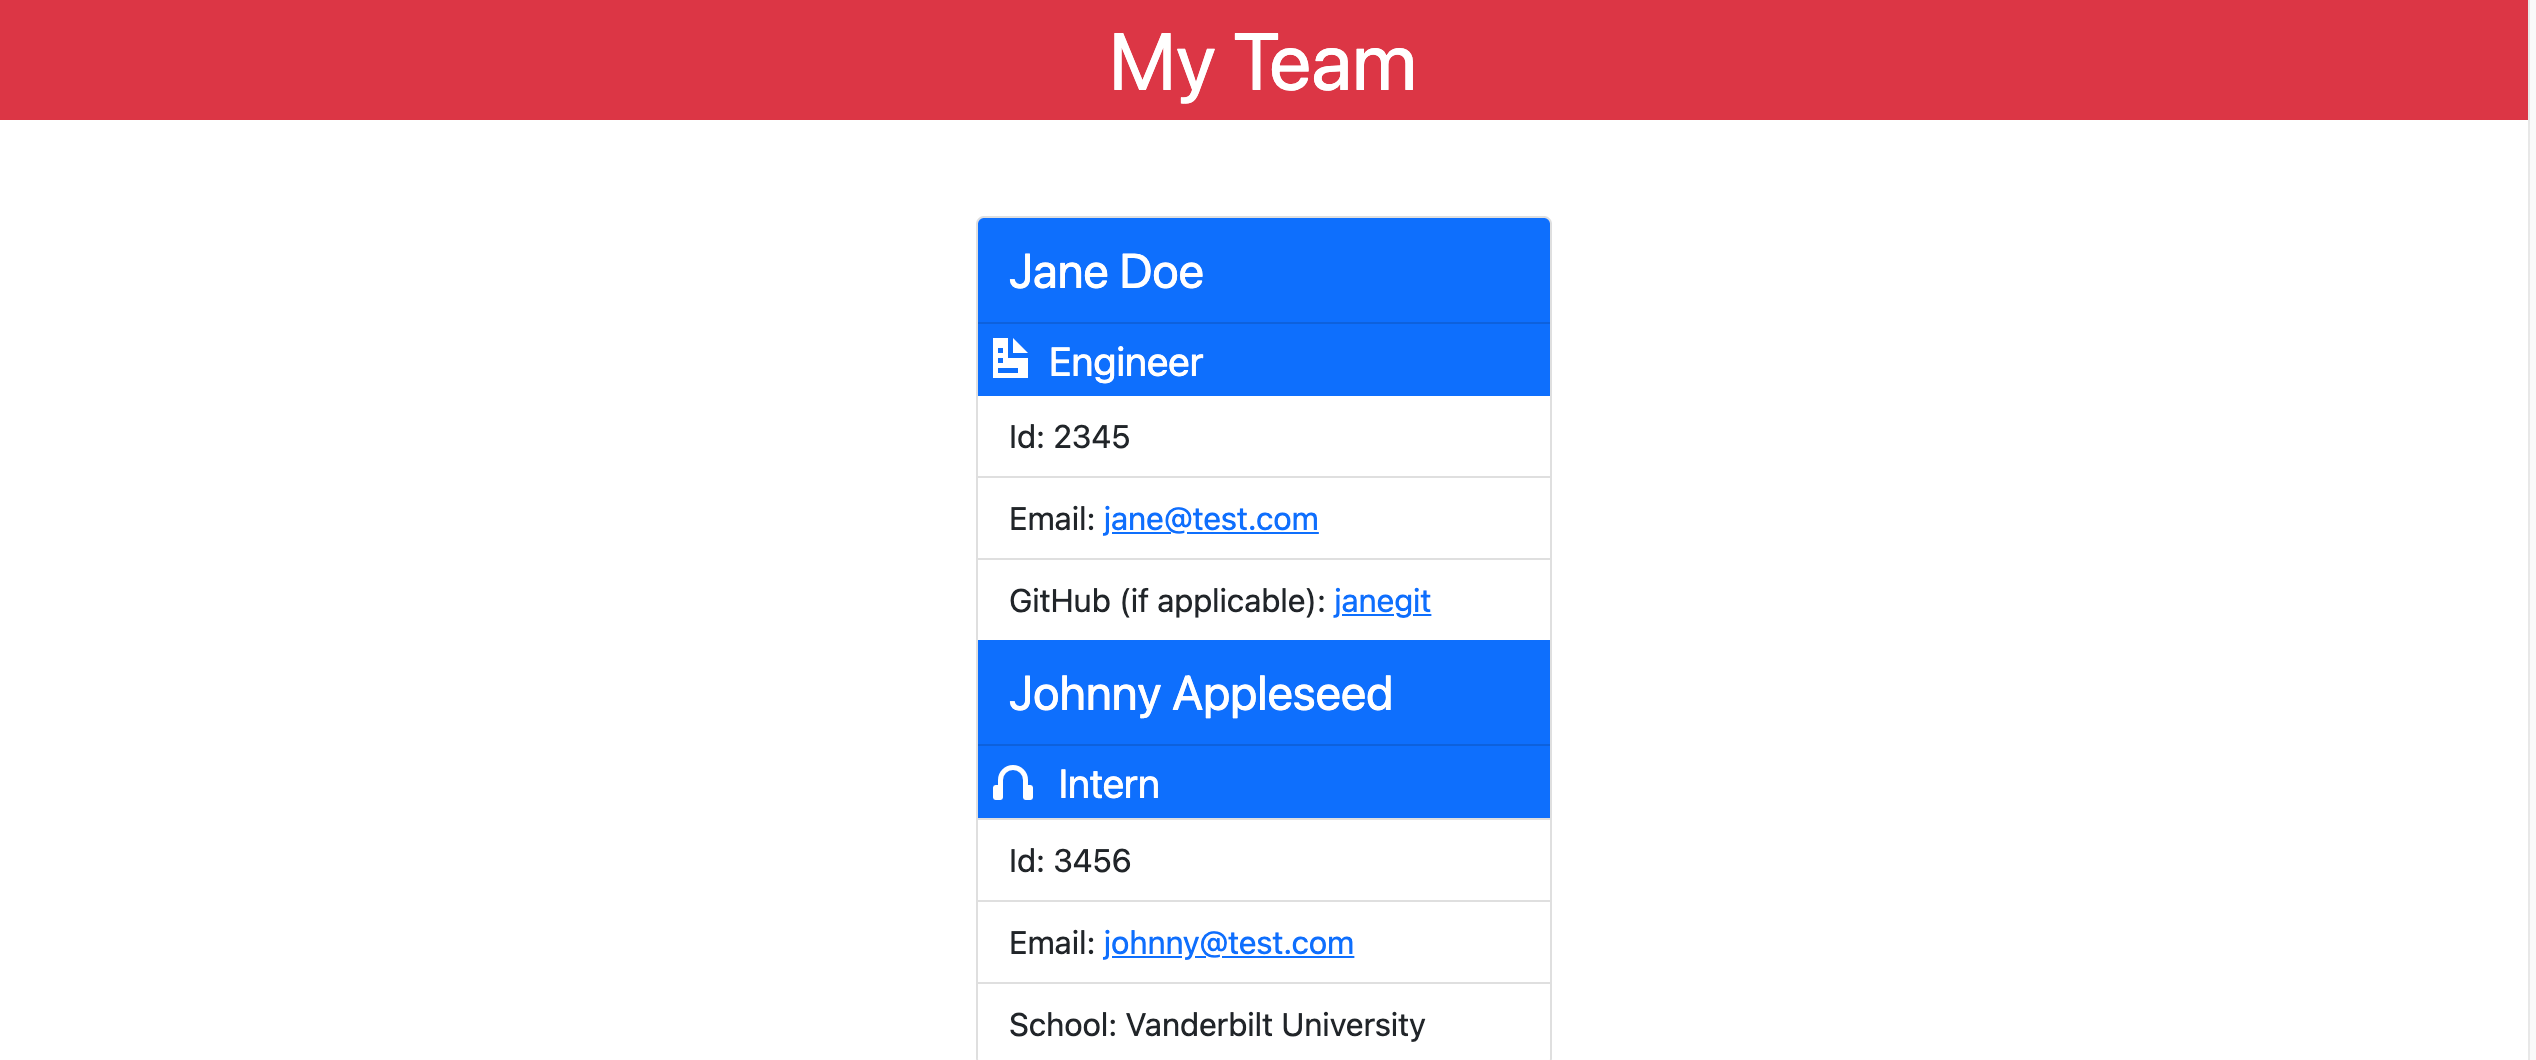 My Team
Jane Doe
Engineer
Id: 2345
Email: jane@test.com
GitHub (if applicable): janegit
Johnny Appleseed
Intern
Id: 3456
Email: johnny@test.com
School: Vanderbilt University